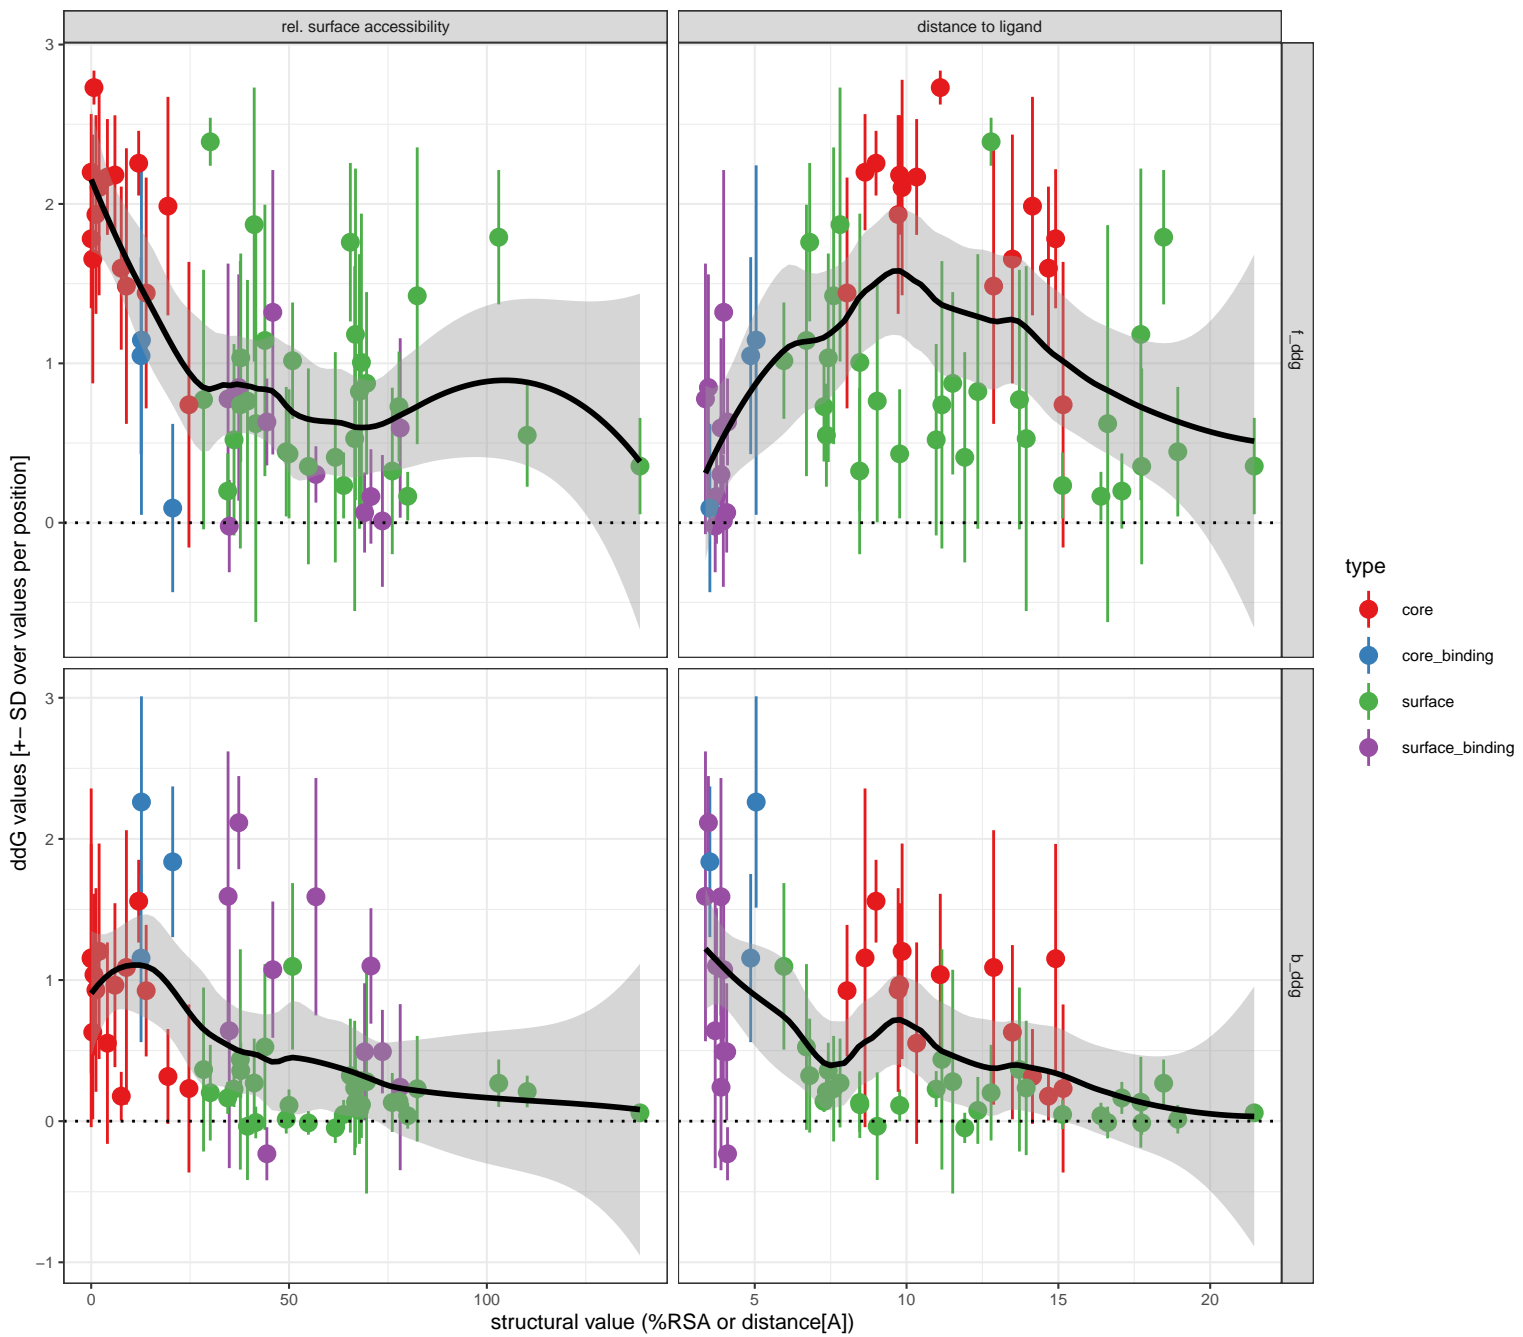 rel. surface accessibility
distance to ligand
3
2
1
0
f_ddg
3
2
1
0
−1
b_ddg
0
50
100
5
10
15
20
structural value (%RSA or distance[A])
ddG values [+− SD over values per position]
type
core
core_binding
surface
surface_binding